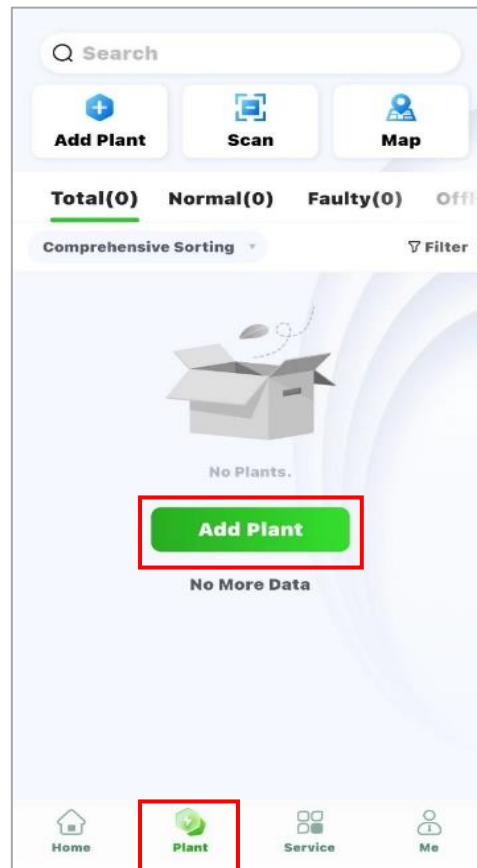 Search
Add Plant Scan Map
Total(0) Normal(0) Faulty(0) Offl
Comprehensive Sorting Filter
No Plants.
Add Plant
No More Data
Home Plant Service Me